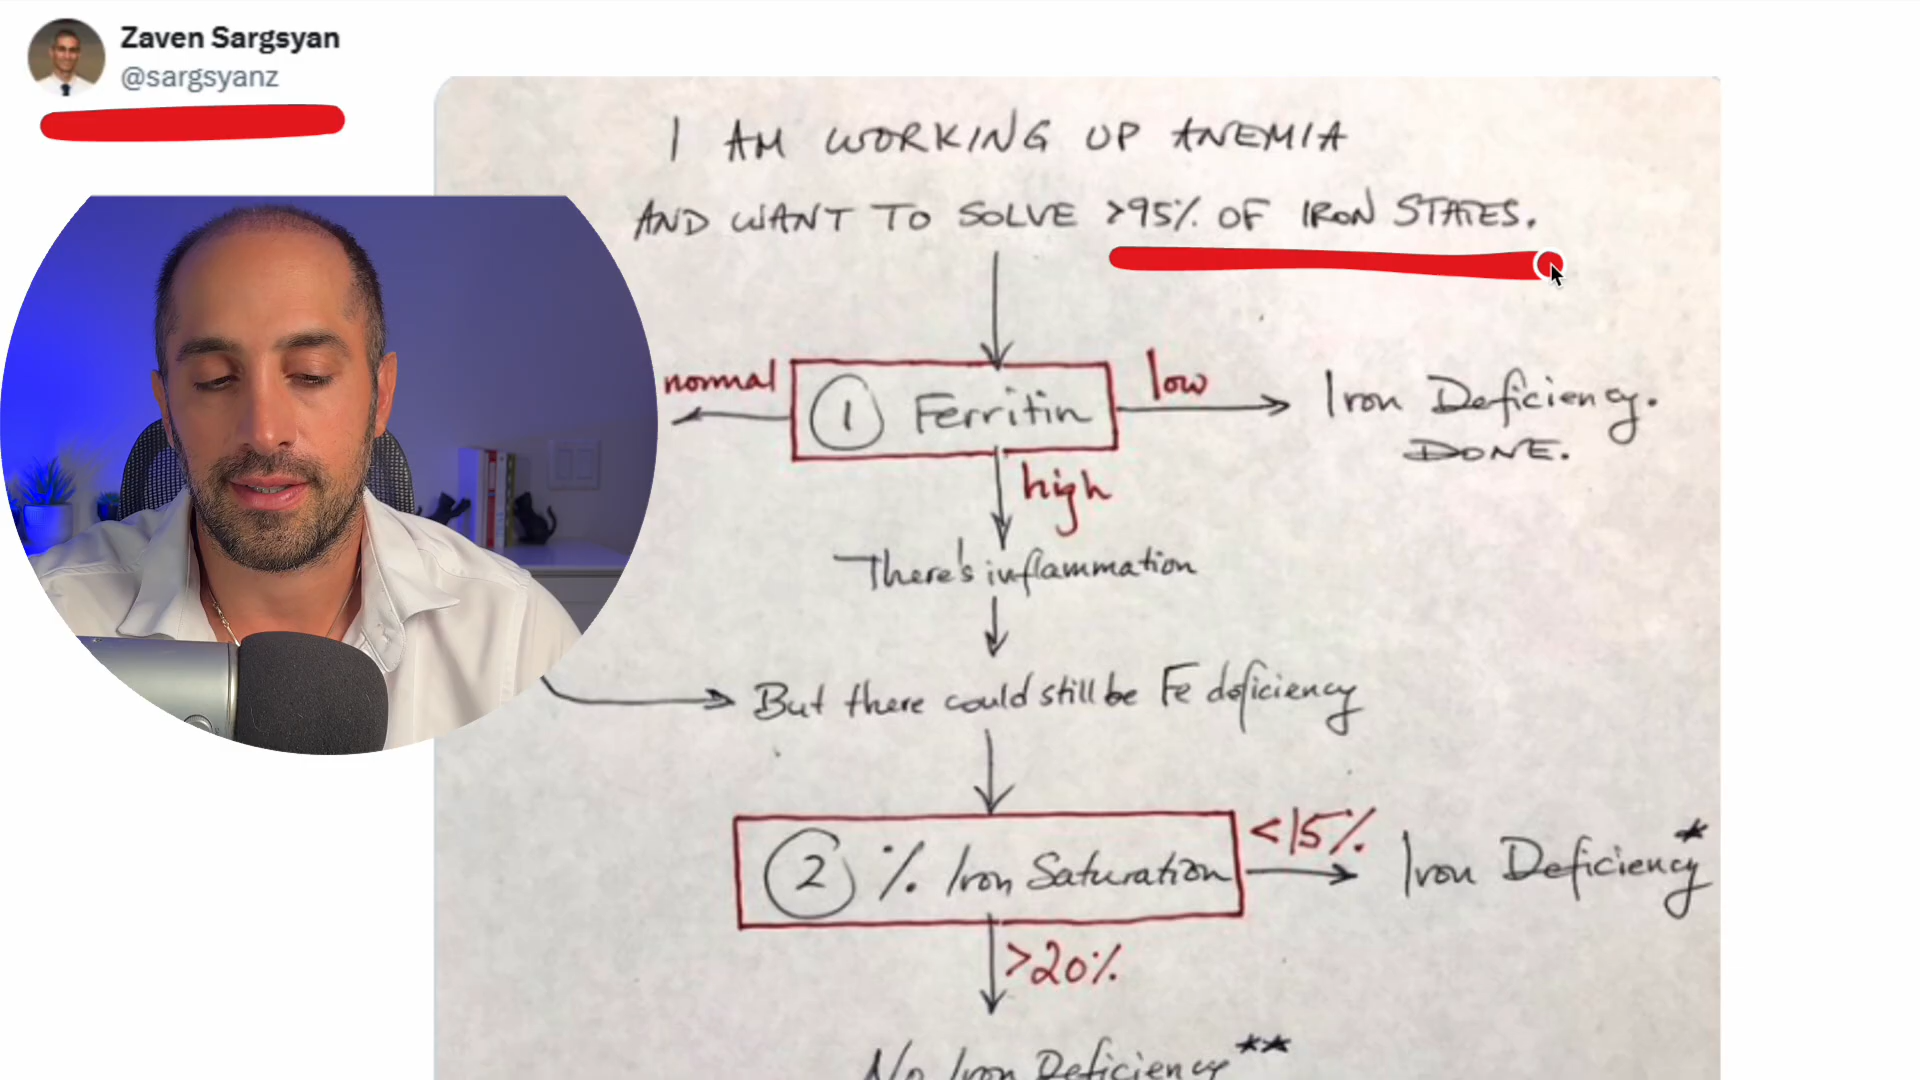 Zaven Sargsyan
@sargsyanz
I AM WORKING UP ANEMIA
AND WANT TO SOLVE >95% OF IRON STATES.
normal
1 Ferritin
low
Iron Deficiency.
DONE.
high
There's inflammation
But there could still be Fe deficiency
2 % Iron Saturation
<15%
Iron Deficiency*
>20%
No Iron Deficiency**